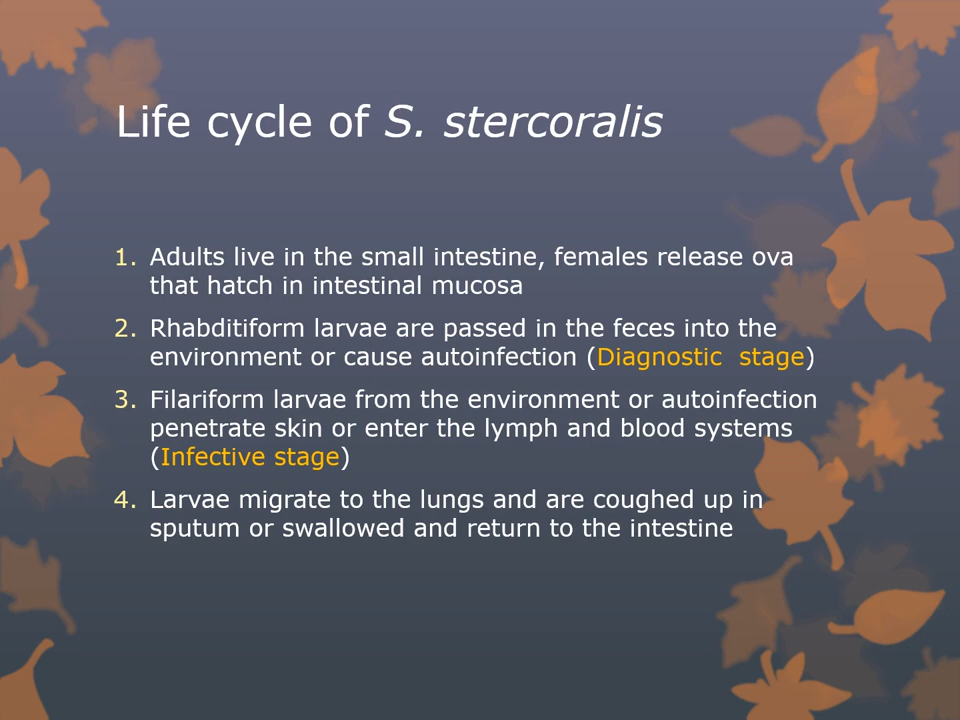 Life cycle of S. stercoralis
1. Adults live in the small intestine, females release ova
that hatch in intestinal mucosa
2. Rhabditiform larvae are passed in the feces into the
environment or cause autoinfection (Diagnostic  stage)
3. Filariform larvae from the environment or autoinfection
penetrate skin or enter the lymph and blood systems
(Infective stage)
4. Larvae migrate to the lungs and are coughed up in
sputum or swallowed and return to the intestine